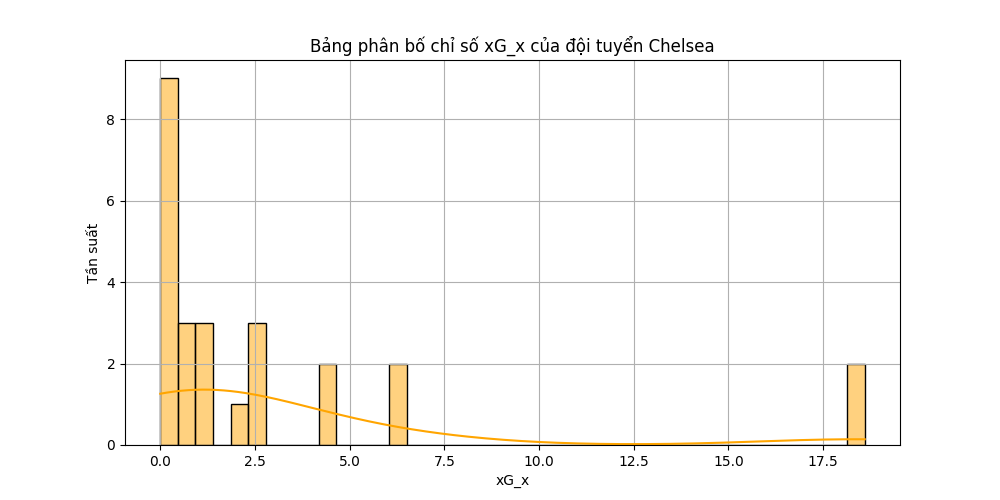 Bảng phân bố chỉ số xG_x của đội tuyển Chelsea
8
6
4
2
0
Tần suất
0.0 2.5 5.0 7.5 10.0 12.5 15.0 17.5
xG_x